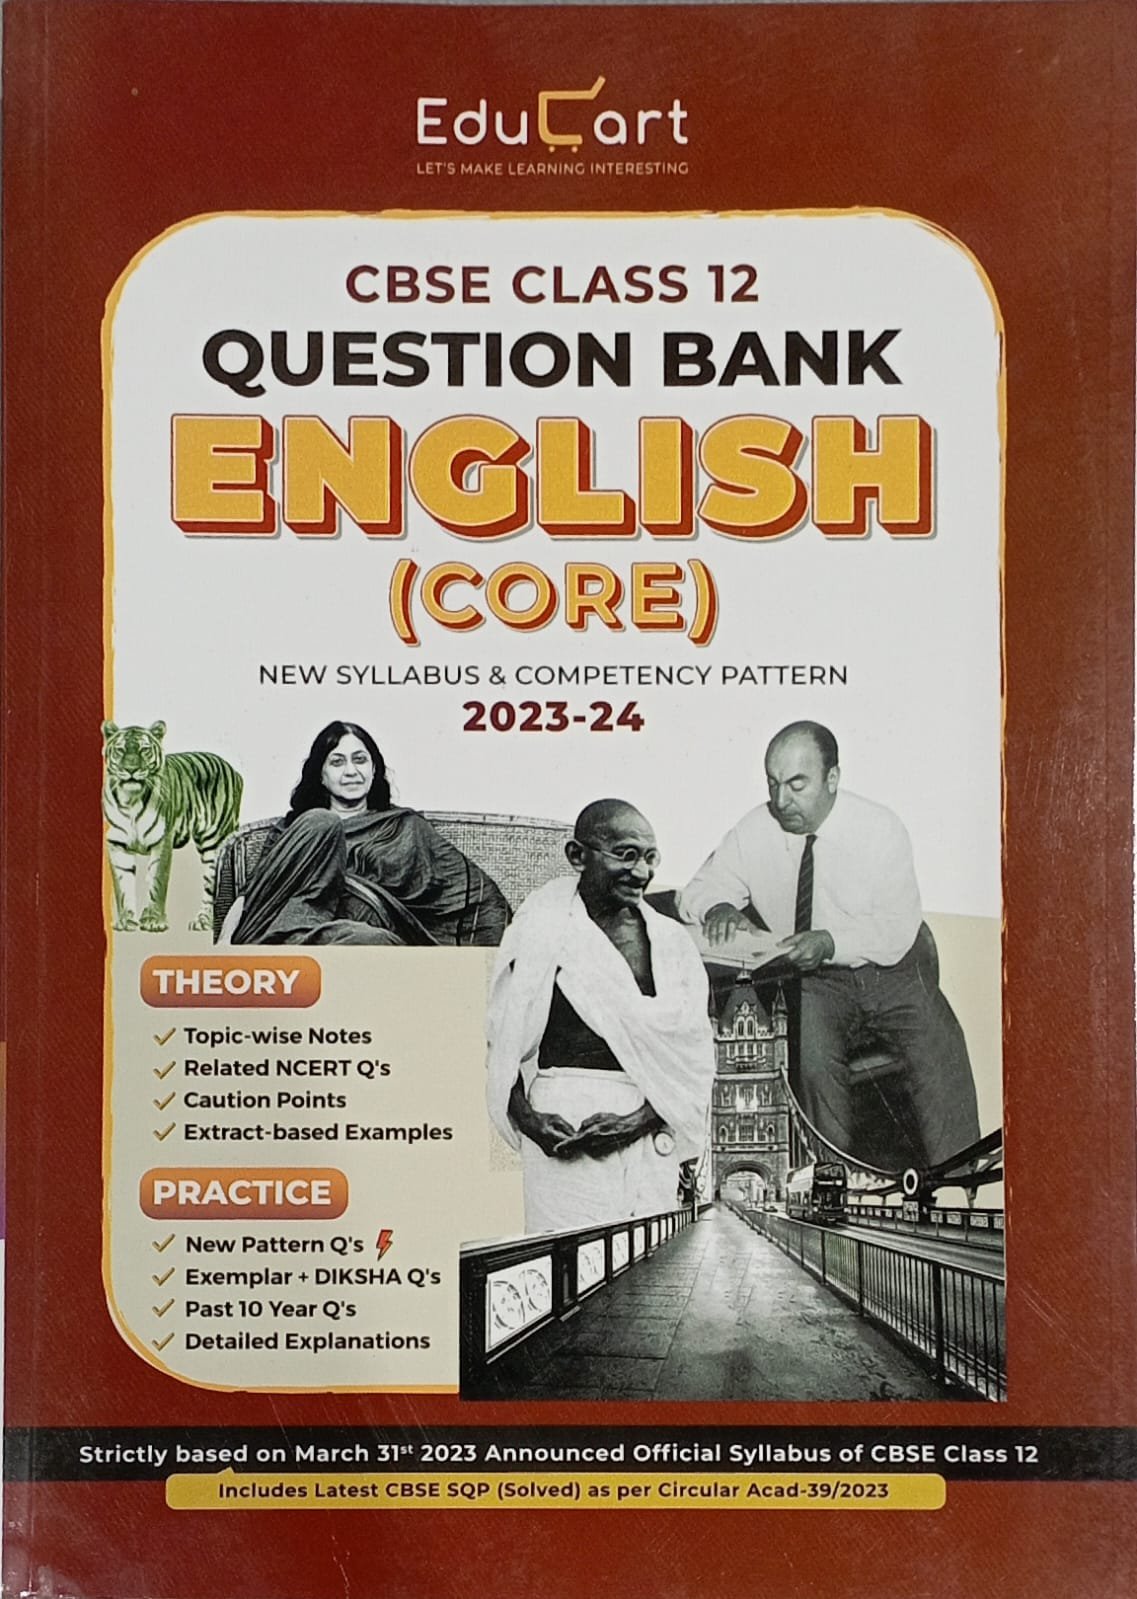 EduCart
LET'S MAKE LEARNING INTERESTING
CBSE CLASS 12
QUESTION BANK
ENGLISH
(CORE)
NEW SYLLABUS & COMPETENCY PATTERN
2023-24
THEORY
Topic-wise Notes
Related NCERT Q's
Caution Points
Extract-based Examples
PRACTICE
New Pattern Q's
Exemplar + DIKSHA Q's
Past 10 Year Q's
Detailed Explanations
Strictly based on March 31st 2023 Announced Official Syllabus of CBSE Class 12
Includes Latest CBSE SQP (Solved) as per Circular Acad-39/2023